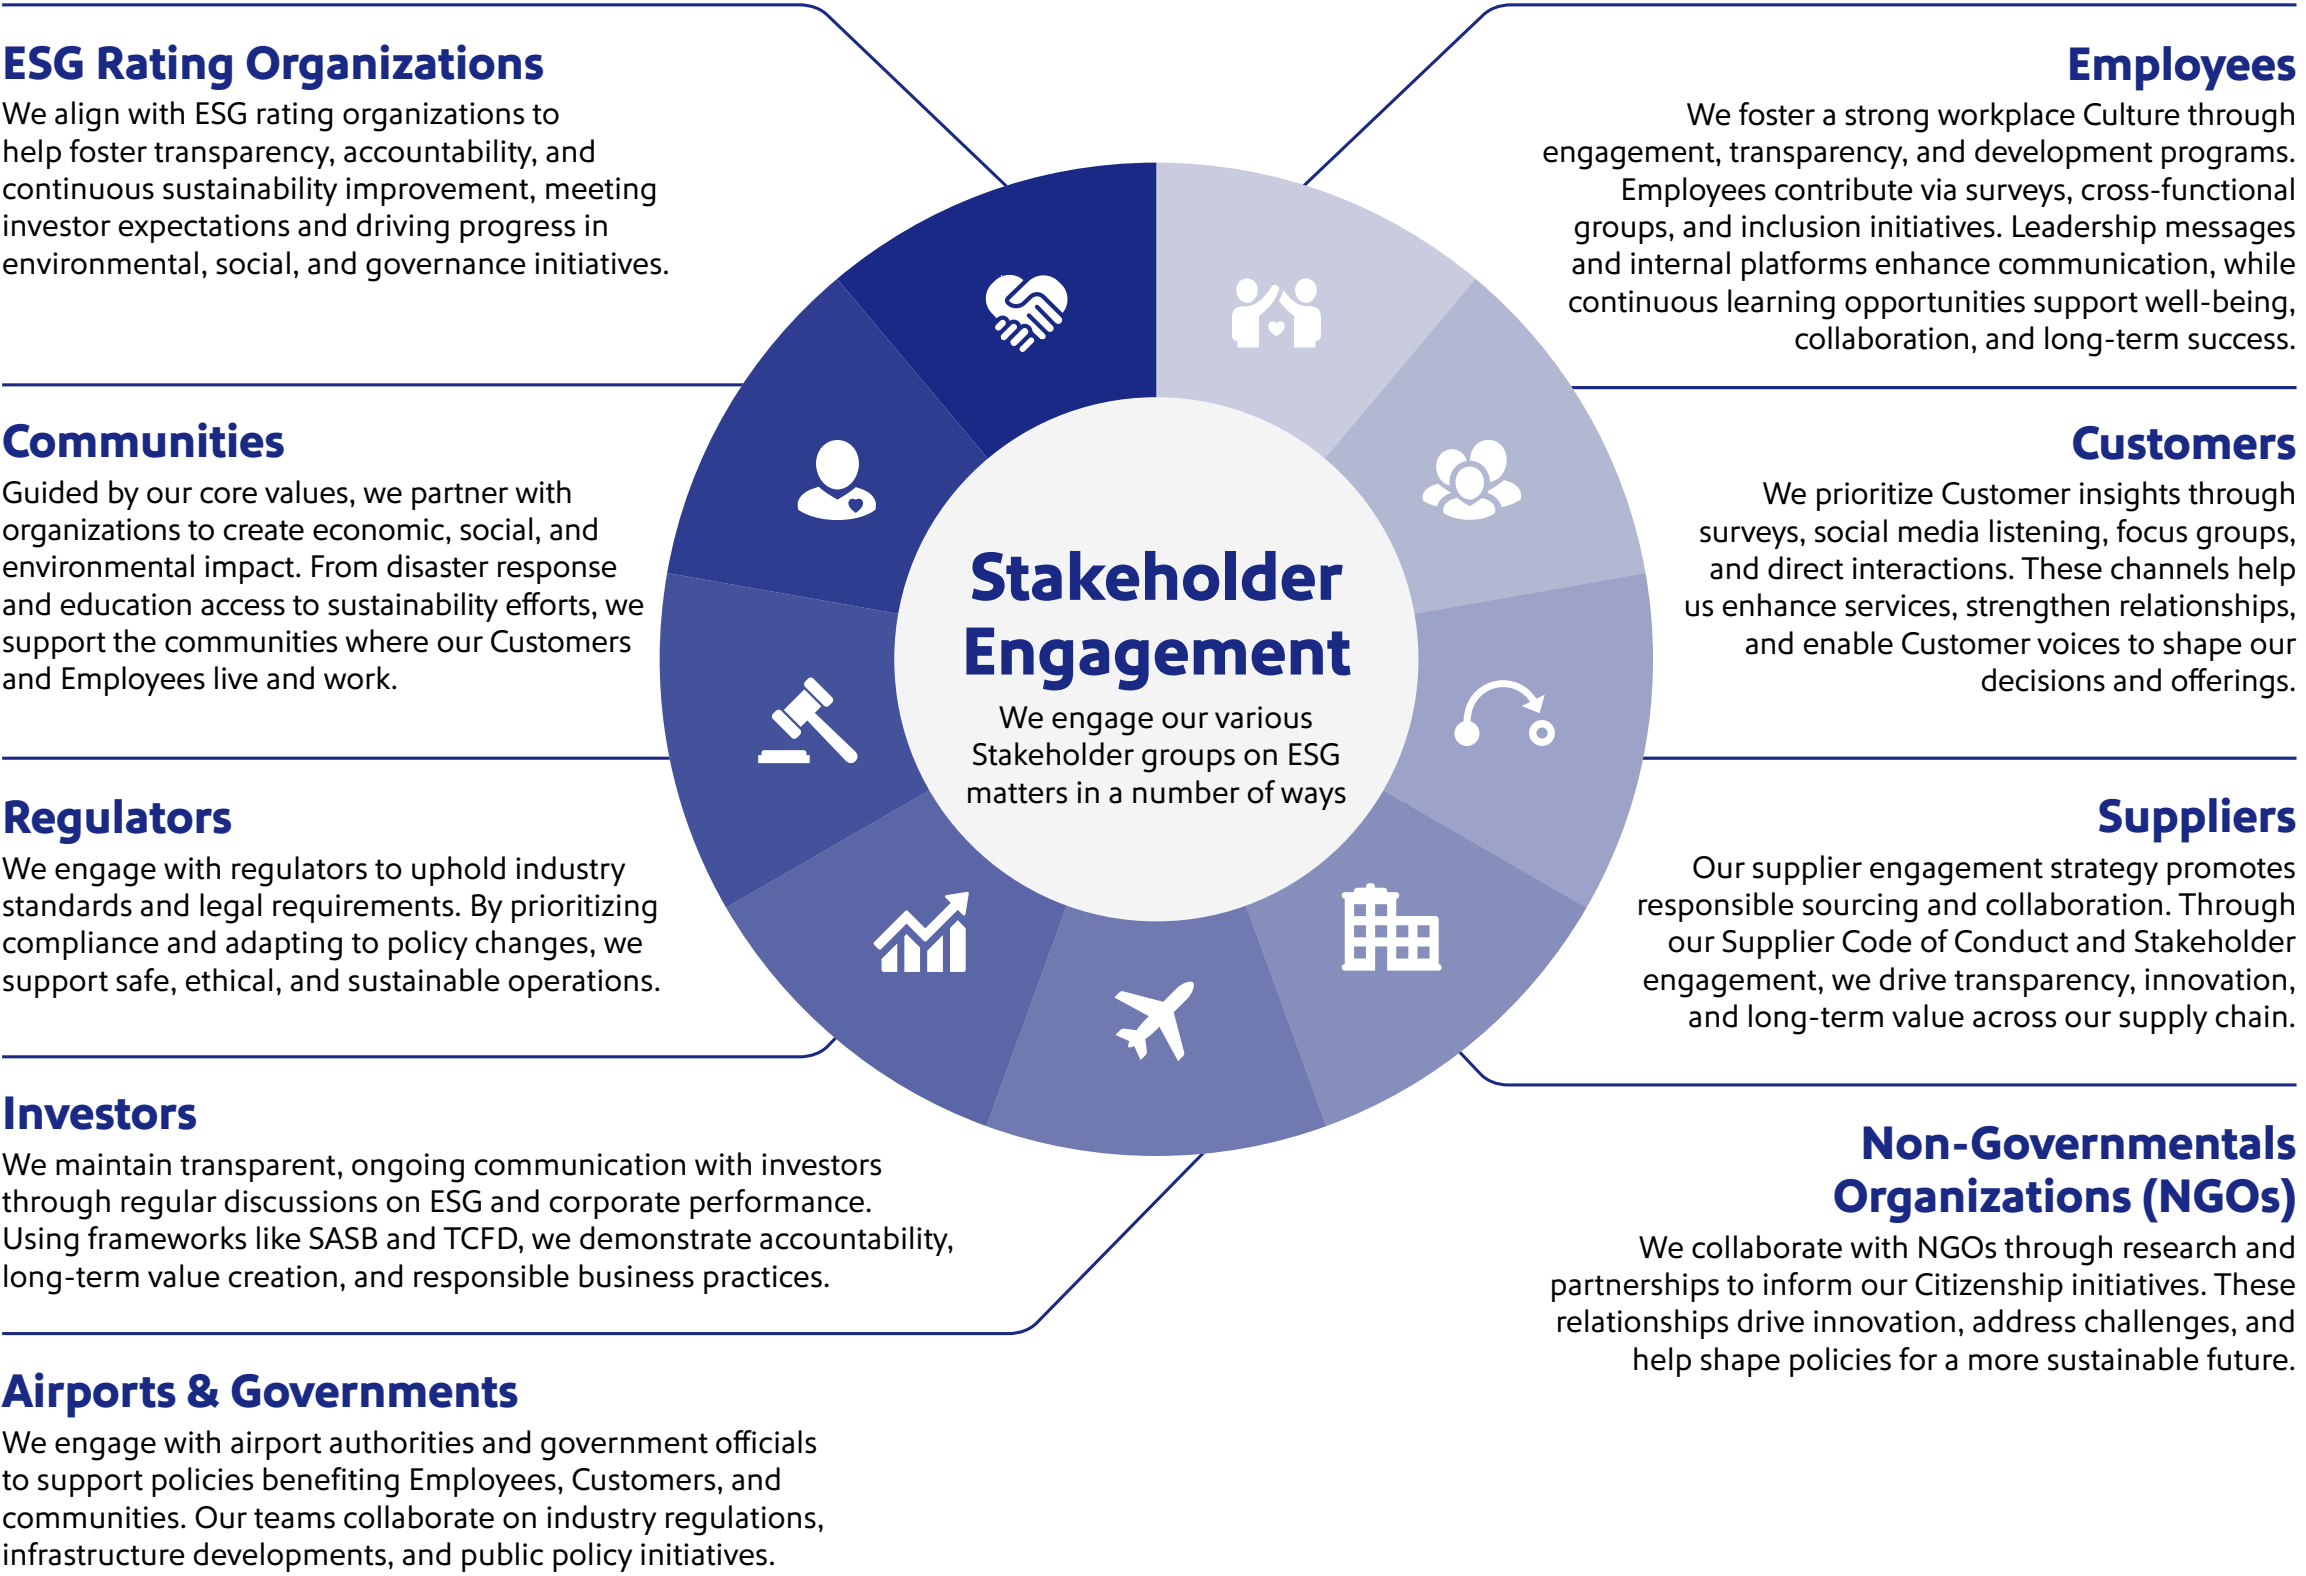 ESG Rating Organizations
We align with ESG rating organizations to
help foster transparency, accountability, and
continuous sustainability improvement, meeting
investor expectations and driving progress in
environmental, social, and governance initiatives.
Communities
Guided by our core values, we partner with
organizations to create economic, social, and
environmental impact. From disaster response
and education access to sustainability efforts, we
support the communities where our Customers
and Employees live and work.
Regulators
We engage with regulators to uphold industry
standards and legal requirements. By prioritizing
compliance and adapting to policy changes, we
support safe, ethical, and sustainable operations.
Investors
We maintain transparent, ongoing communication with investors
through regular discussions on ESG and corporate performance.
Using frameworks like SASB and TCFD, we demonstrate accountability,
long-term value creation, and responsible business practices.
Airports & Governments
We engage with airport authorities and government officials
to support policies benefiting Employees, Customers, and
communities. Our teams collaborate on industry regulations,
infrastructure developments, and public policy initiatives.
Stakeholder
Engagement
We engage our various
Stakeholder groups on ESG
matters in a number of ways
Employees
We foster a strong workplace Culture through
engagement, transparency, and development programs.
Employees contribute via surveys, cross-functional
groups, and inclusion initiatives. Leadership messages
and internal platforms enhance communication, while
continuous learning opportunities support well-being,
collaboration, and long-term success.
Customers
We prioritize Customer insights through
surveys, social media listening, focus groups,
and direct interactions. These channels help
us enhance services, strengthen relationships,
and enable Customer voices to shape our
decisions and offerings.
Suppliers
Our supplier engagement strategy promotes
responsible sourcing and collaboration. Through
our Supplier Code of Conduct and Stakeholder
engagement, we drive transparency, innovation,
and long-term value across our supply chain.
Non-Governmentals
Organizations (NGOs)
We collaborate with NGOs through research and
partnerships to inform our Citizenship initiatives. These
relationships drive innovation, address challenges, and
help shape policies for a more sustainable future.